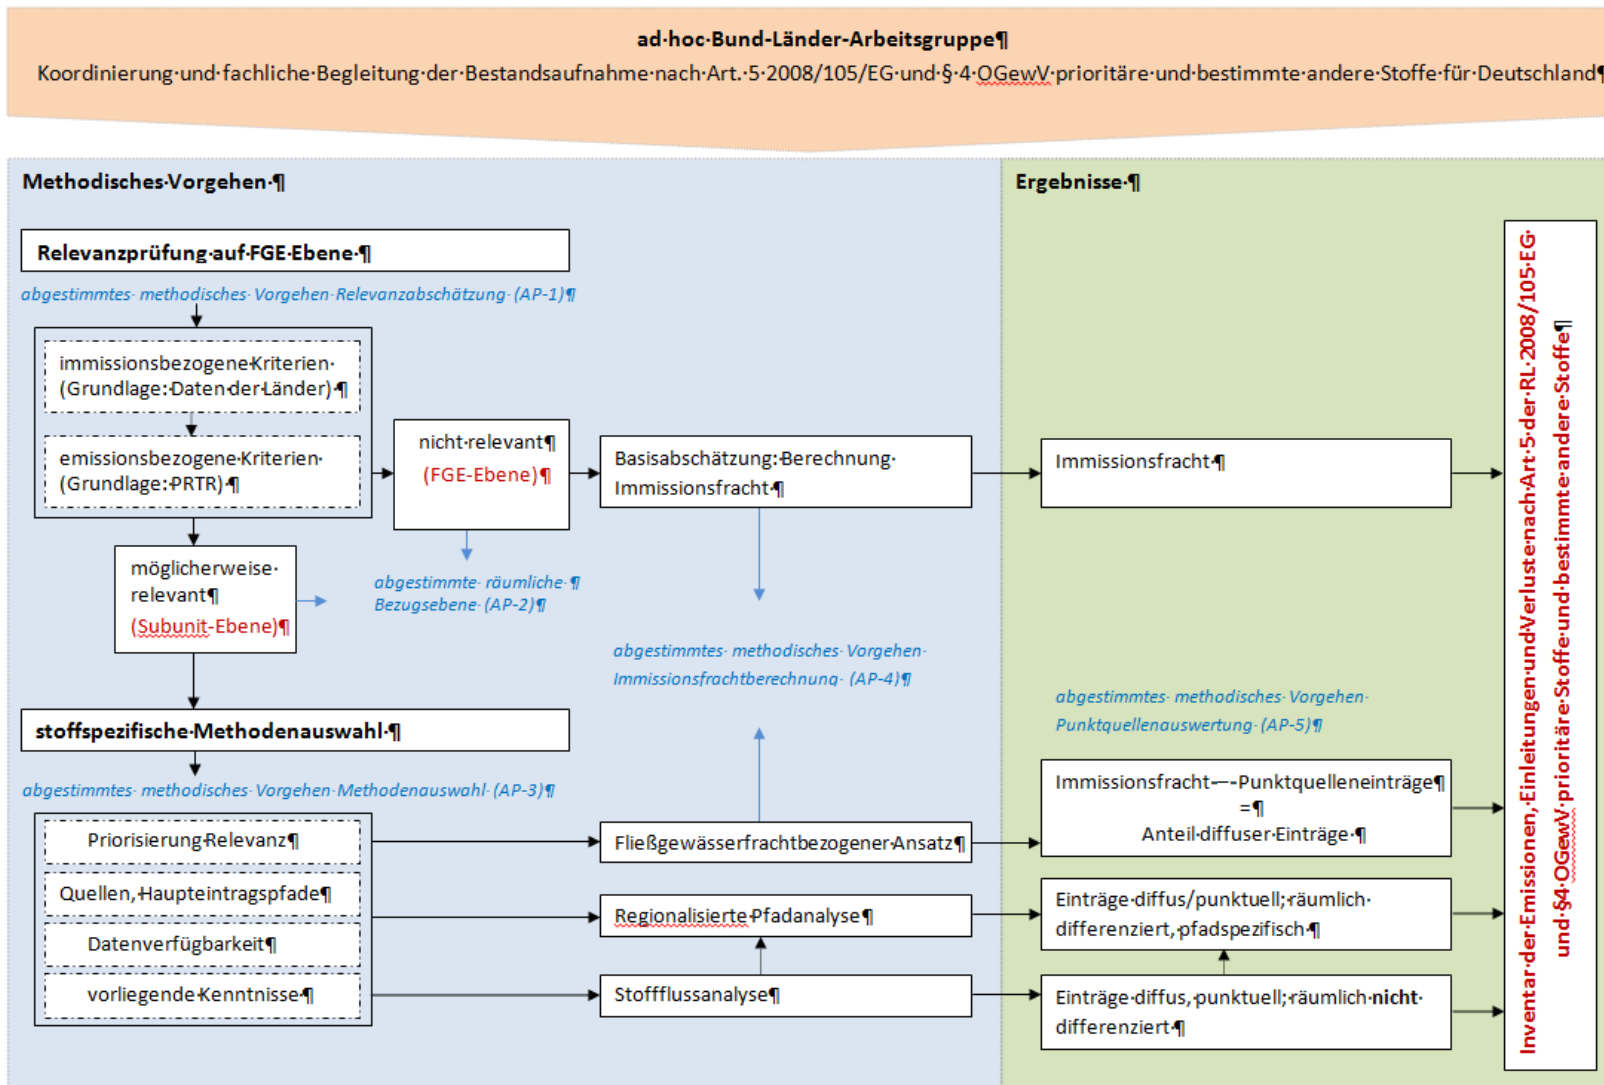 ad·hoc·Bund-Länder-Arbeitsgruppe¶
Koordinierung·und·fachliche·Begleitung·der·Bestandsaufnahme·nach·Art.·5·2008/105/EG·und·§·4·OGewV·prioritäre·und·bestimmte·andere·Stoffe·für·Deutschland¶
Methodisches·Vorgehen·¶
Relevanzprüfung·auf·FGE·Ebene·¶
abgestimmtes·methodisches·Vorgehen·Relevanzabschätzung·(AP·1)¶
immissionsbezogene·Kriterien·
(Grundlage:·Daten·der·Länder)·¶
emissionsbezogene·Kriterien·
(Grundlage:·PRTR)·¶
nicht·relevant¶
(FGE-Ebene)¶
Basisabschätzung:·Berechnung·
Immissionsfracht·¶
möglicherweise·
relevant¶
(Subunit-Ebene)¶
abgestimmte·räumliche·¶
Bezugsebene·(AP·2)¶
abgestimmtes·methodisches·Vorgehen·
Immissionsfrachtberechnung·(AP·4)¶
stoffspezifische·Methodenauswahl·¶
abgestimmtes·methodisches·Vorgehen·Methodenauswahl·(AP·3)¶
Priorisierung·Relevanz¶
Quellen,·Haupteintragspfade¶
Datenverfügbarkeit¶
vorliegende·Kenntnisse·¶
Fließgewässerfrachtbezogener·Ansatz¶
Regionalisierte·Pfadanalyse¶
Stoffflussanalyse¶
Ergebnisse·¶
Immissionsfracht·¶
abgestimmtes·methodisches·Vorgehen·
Punktquellenauswertung·(AP·5)¶
Immissionsfracht·–·Punktquelleneinträge¶
=¶
Anteil·diffuser·Einträge·¶
Einträge·diffus/punktuell;·räumlich·
differenziert,·pfadspezifisch·¶
Einträge·diffus,·punktuell;·räumlich·nicht·
differenziert·¶
Inventar·der·Emissionen,·Einleitungen·und·Verluste·nach·Art·5·der·RL·2008/105·EG·
und·§4·OGewV·prioritäre·Stoffe·und·bestimmte·andere·Stoffe¶